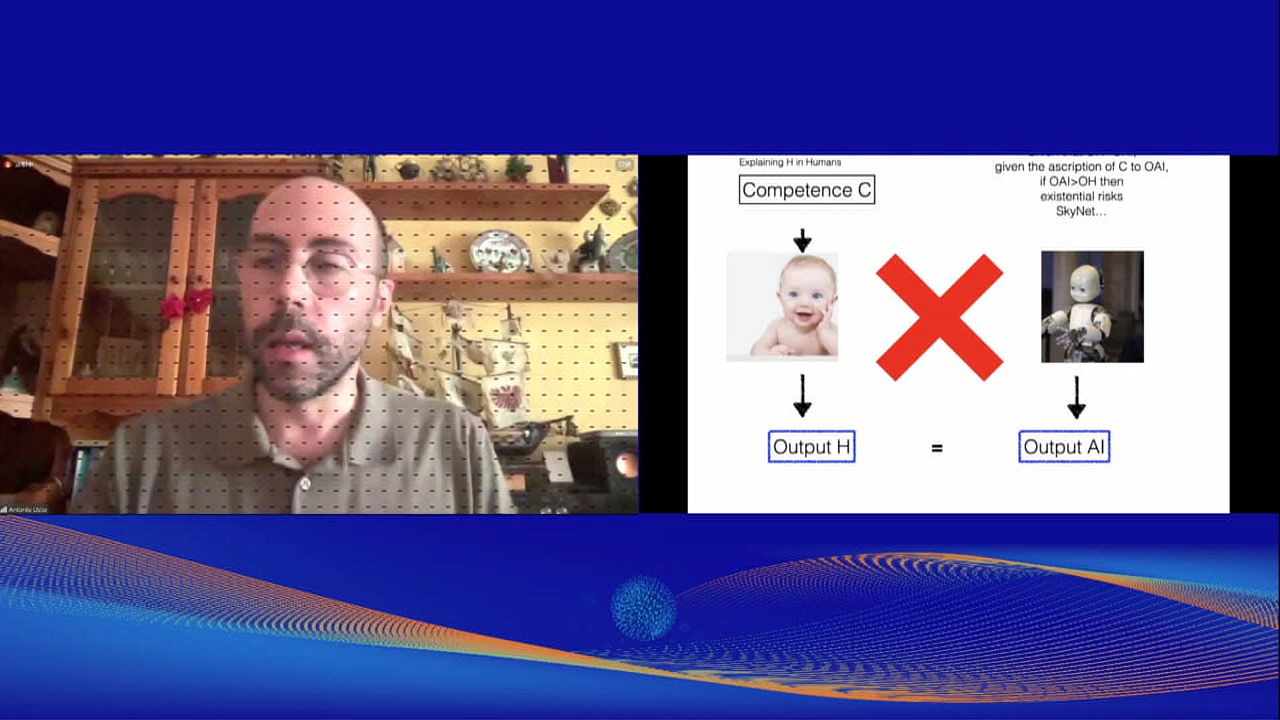 Explaining H in Humans
Competence C
given the ascription of C to OAI,
if OAI>OH then
existential risks
SkyNet...
Output H
=
Output AI